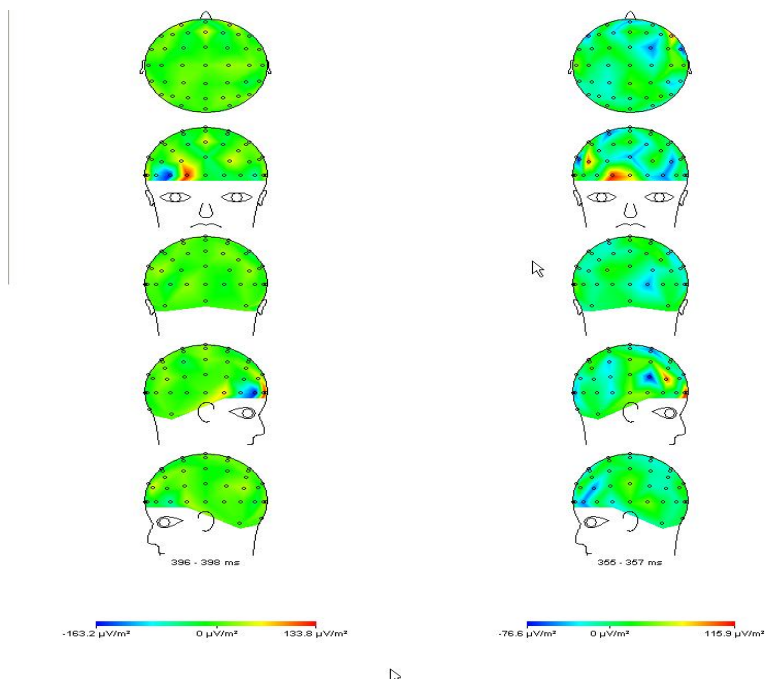 396 - 398 ms
355 - 357 ms
-163.2 µV/m² 0 µV/m² 133.8 µV/m²
-76.6 µV/m² 0 µV/m² 115.9 µV/m²